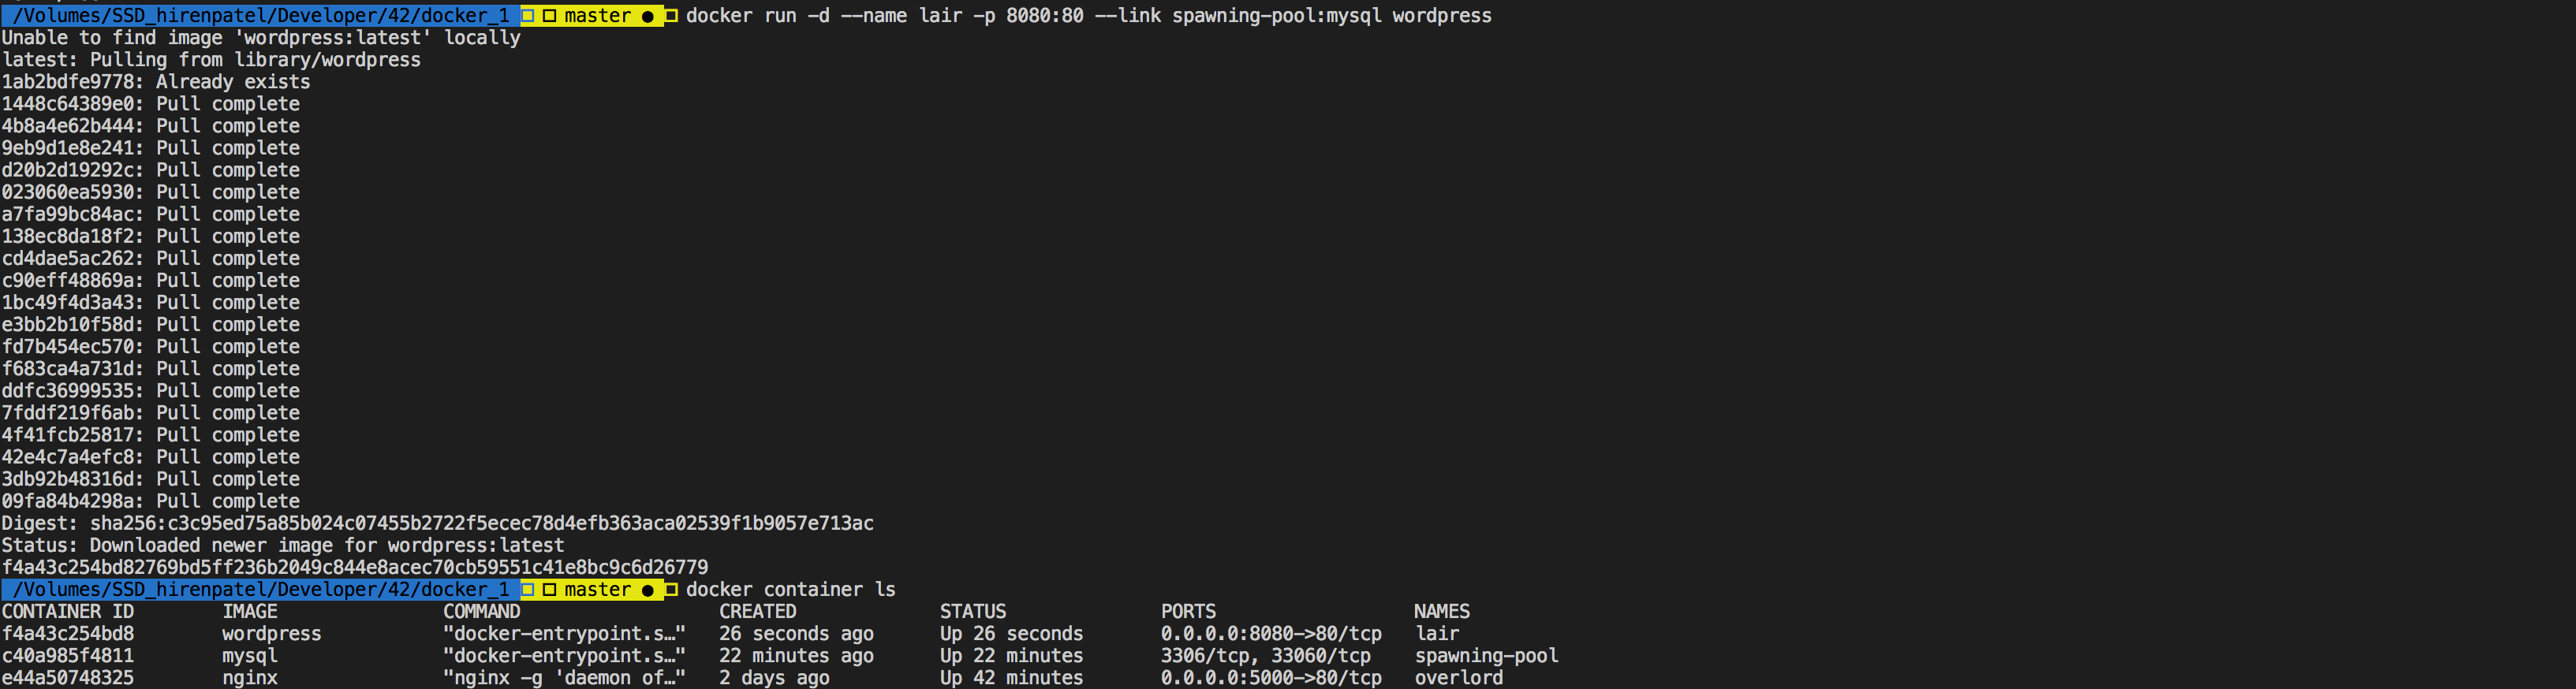 /Volumes/SSD_hirenpatel/Developer/42/docker_1 master ● docker run -d --name lair -p 8080:80 --link spawning-pool:mysql wordpress
Unable to find image 'wordpress:latest' locally
latest: Pulling from library/wordpress
1ab2bdfe9778: Already exists
1448c64389e0: Pull complete
4b8a4e62b444: Pull complete
9eb9d1e8e241: Pull complete
d20b2d19292c: Pull complete
023060ea5930: Pull complete
a7fa99bc84ac: Pull complete
138ec8da18f2: Pull complete
cd4dae5ac262: Pull complete
c90eff48869a: Pull complete
1bc49f4d3a43: Pull complete
e3bb2b10f58d: Pull complete
fd7b454ec570: Pull complete
f683ca4a731d: Pull complete
ddfc36999535: Pull complete
7fddf219f6ab: Pull complete
4f41fcb25817: Pull complete
42e4c7a4efc8: Pull complete
3db92b48316d: Pull complete
09fa84b4298a: Pull complete
Digest: sha256:c3c95ed75a85b024c07455b2722f5ecec78d4efb363aca02539f1b9057e713ac
Status: Downloaded newer image for wordpress:latest
f4a43c254bd82769bd5ff236b2049c844e8acec70cb59551c41e8bc9c6d26779
/Volumes/SSD_hirenpatel/Developer/42/docker_1 master ● docker container ls
CONTAINER ID IMAGE COMMAND CREATED STATUS PORTS NAMES
f4a43c254bd8 wordpress "docker-entrypoint.s…" 26 seconds ago Up 26 seconds 0.0.0.0:8080->80/tcp lair
c40a985f4811 mysql "docker-entrypoint.s…" 22 minutes ago Up 22 minutes 3306/tcp, 33060/tcp spawning-pool
e44a50748325 nginx "nginx -g 'daemon of…" 2 days ago Up 42 minutes 0.0.0.0:5000->80/tcp overlord